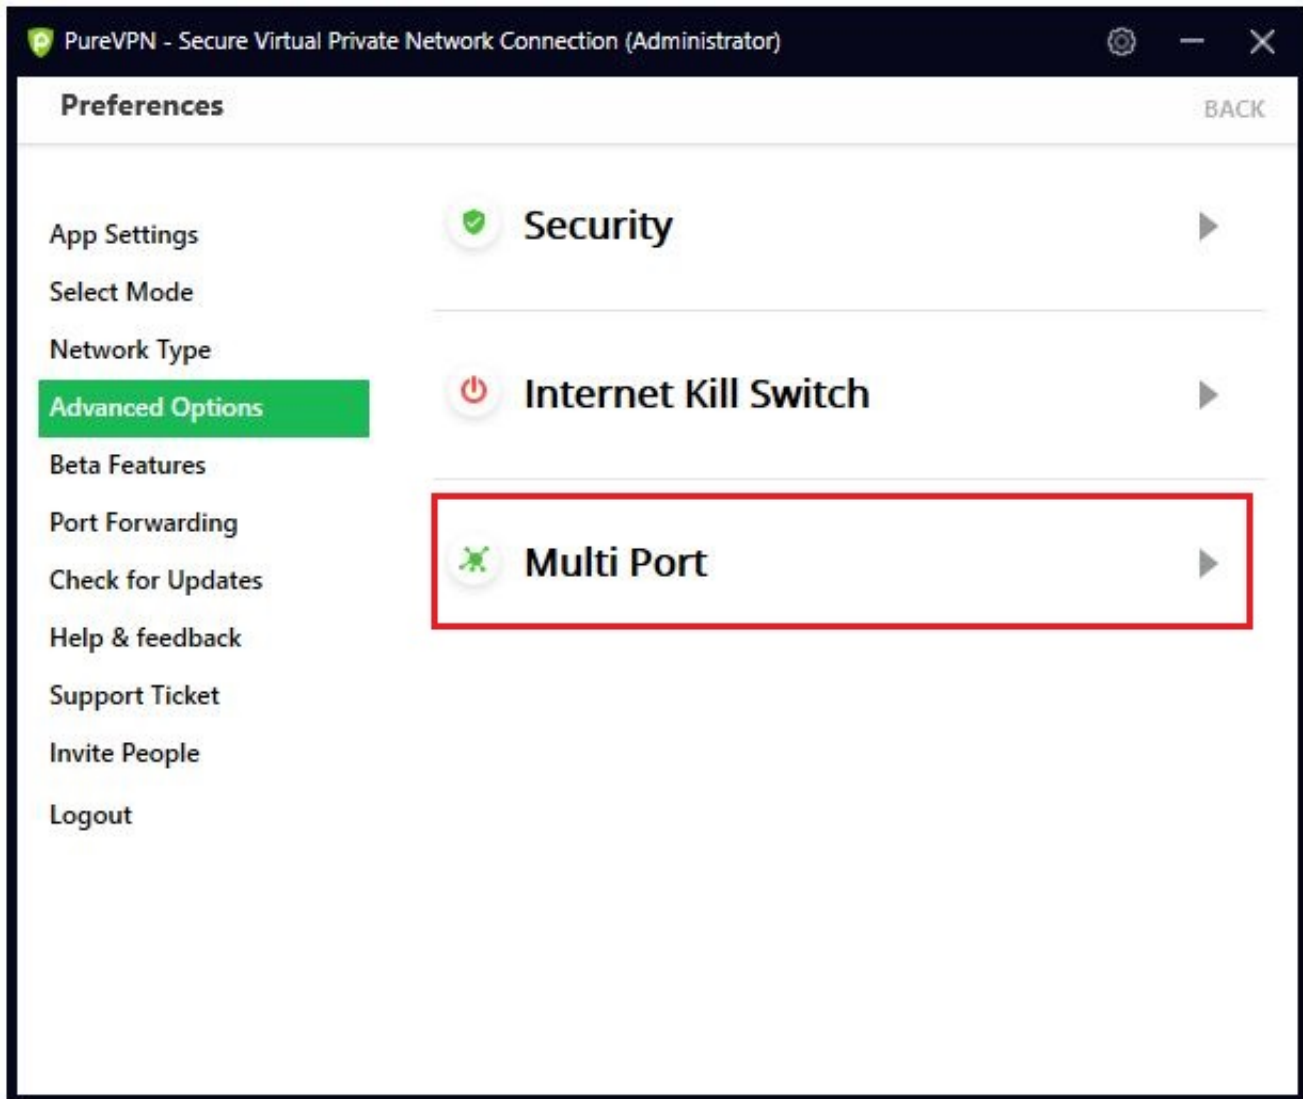 PureVPN - Secure Virtual Private Network Connection (Administrator)
Preferences
BACK
App Settings
Select Mode
Network Type
Advanced Options
Beta Features
Port Forwarding
Check for Updates
Help & feedback
Support Ticket
Invite People
Logout
Security
Internet Kill Switch
Multi Port